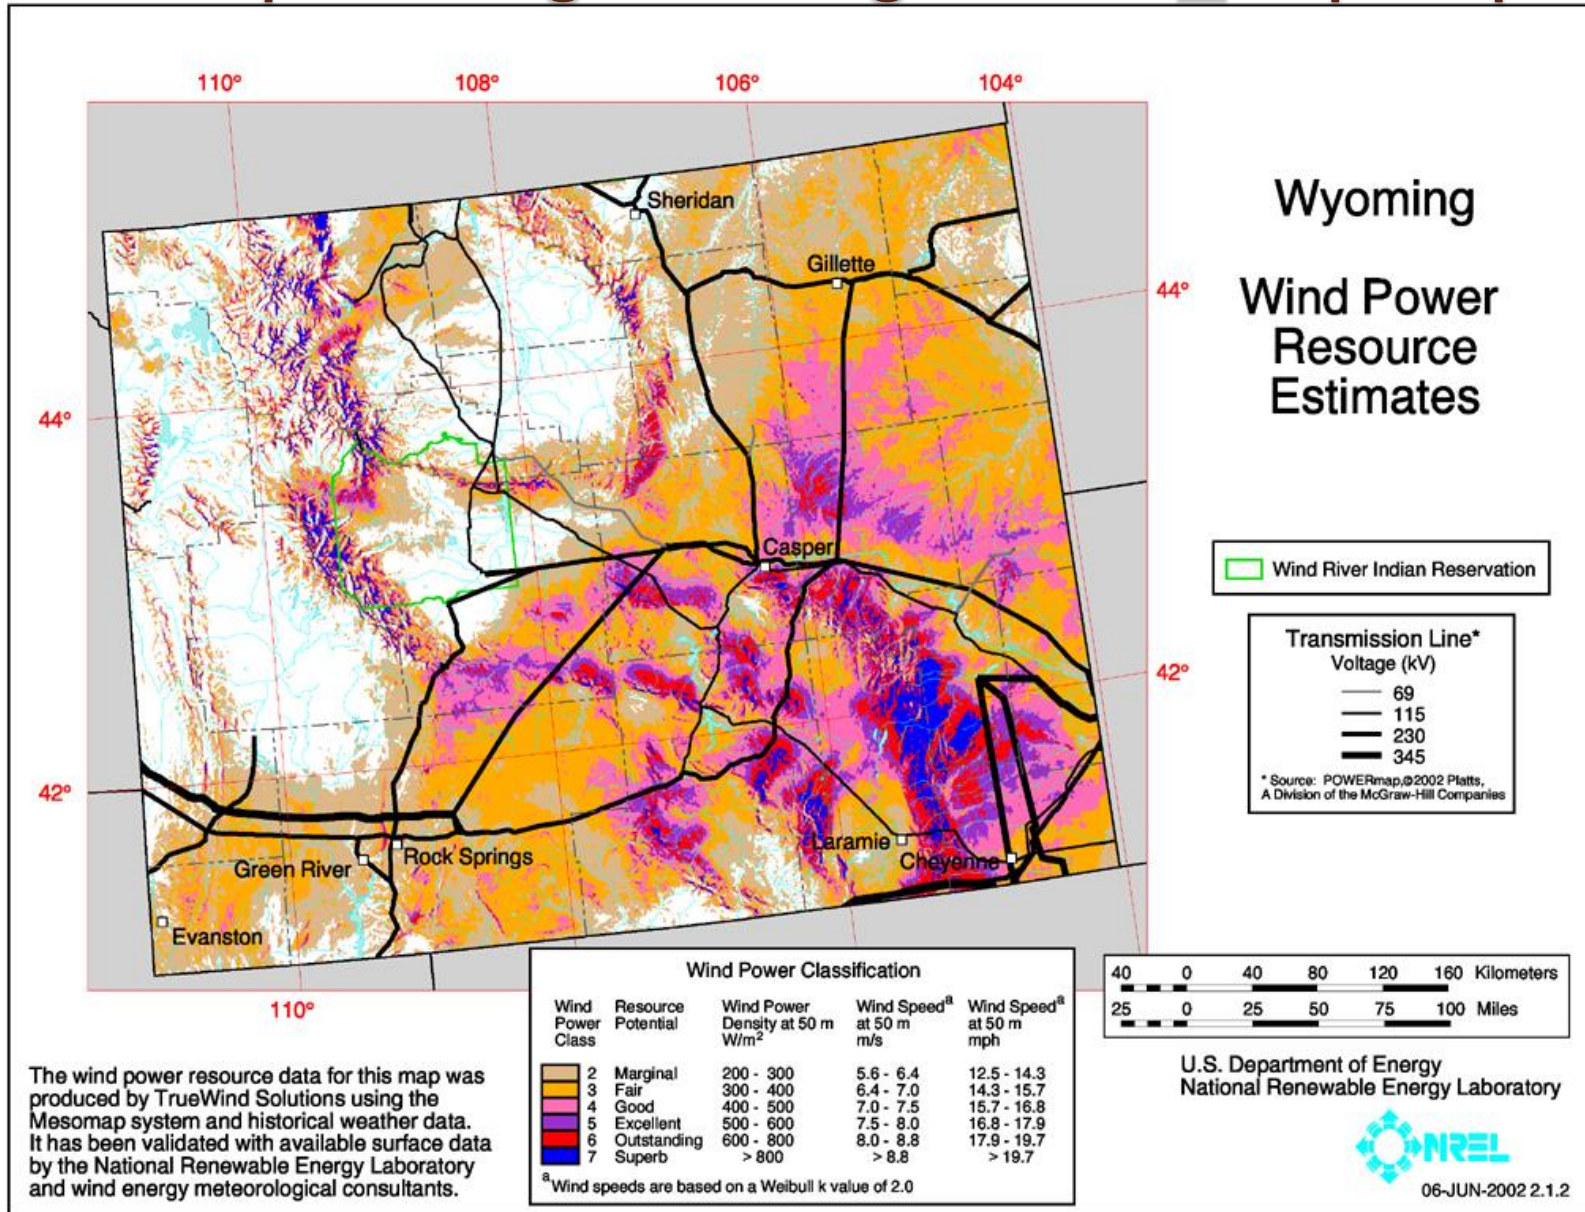 110°
108°
106°
104°
Sheridan
Gillette
44°
44°
Casper
42°
42°
Laramie
Cheyenne
Green River
Rock Springs
Evanston
110°
Wyoming
Wind Power
Resource
Estimates
Wind River Indian Reservation
Transmission Line*
Voltage (kV)
69
115
230
345
* Source: POWERmap,©2002 Platts,
A Division of the McGraw-Hill Companies
Wind Power Classification
Wind Resource Wind Power Wind Speedᵃ Wind Speedᵃ
Power Potential Density at 50 m at 50 m at 50 m
Class W/m² m/s mph
2 Marginal 200 - 300 5.6 - 6.4 12.5 - 14.3
3 Fair 300 - 400 6.4 - 7.0 14.3 - 15.7
4 Good 400 - 500 7.0 - 7.5 15.7 - 16.8
5 Excellent 500 - 600 7.5 - 8.0 16.8 - 17.9
6 Outstanding 600 - 800 8.0 - 8.8 17.9 - 19.7
7 Superb > 800 > 8.8 > 19.7
ᵃ Wind speeds are based on a Weibull k value of 2.0
40 0 40 80 120 160 Kilometers
25 0 25 50 75 100 Miles
The wind power resource data for this map was
produced by TrueWind Solutions using the
Mesomap system and historical weather data.
It has been validated with available surface data
by the National Renewable Energy Laboratory
and wind energy meteorological consultants.
U.S. Department of Energy
National Renewable Energy Laboratory
NREL
06-JUN-2002 2.1.2